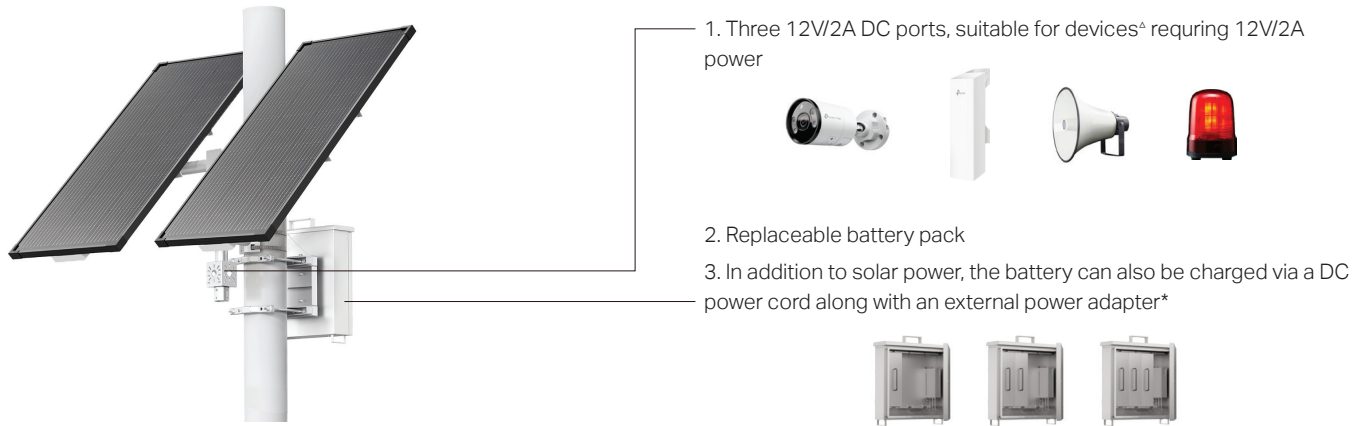 1. Three 12V/2A DC ports, suitable for devices△ requring 12V/2A
power
2. Replaceable battery pack
3. In addition to solar power, the battery can also be charged via a DC
power cord along with an external power adapter*